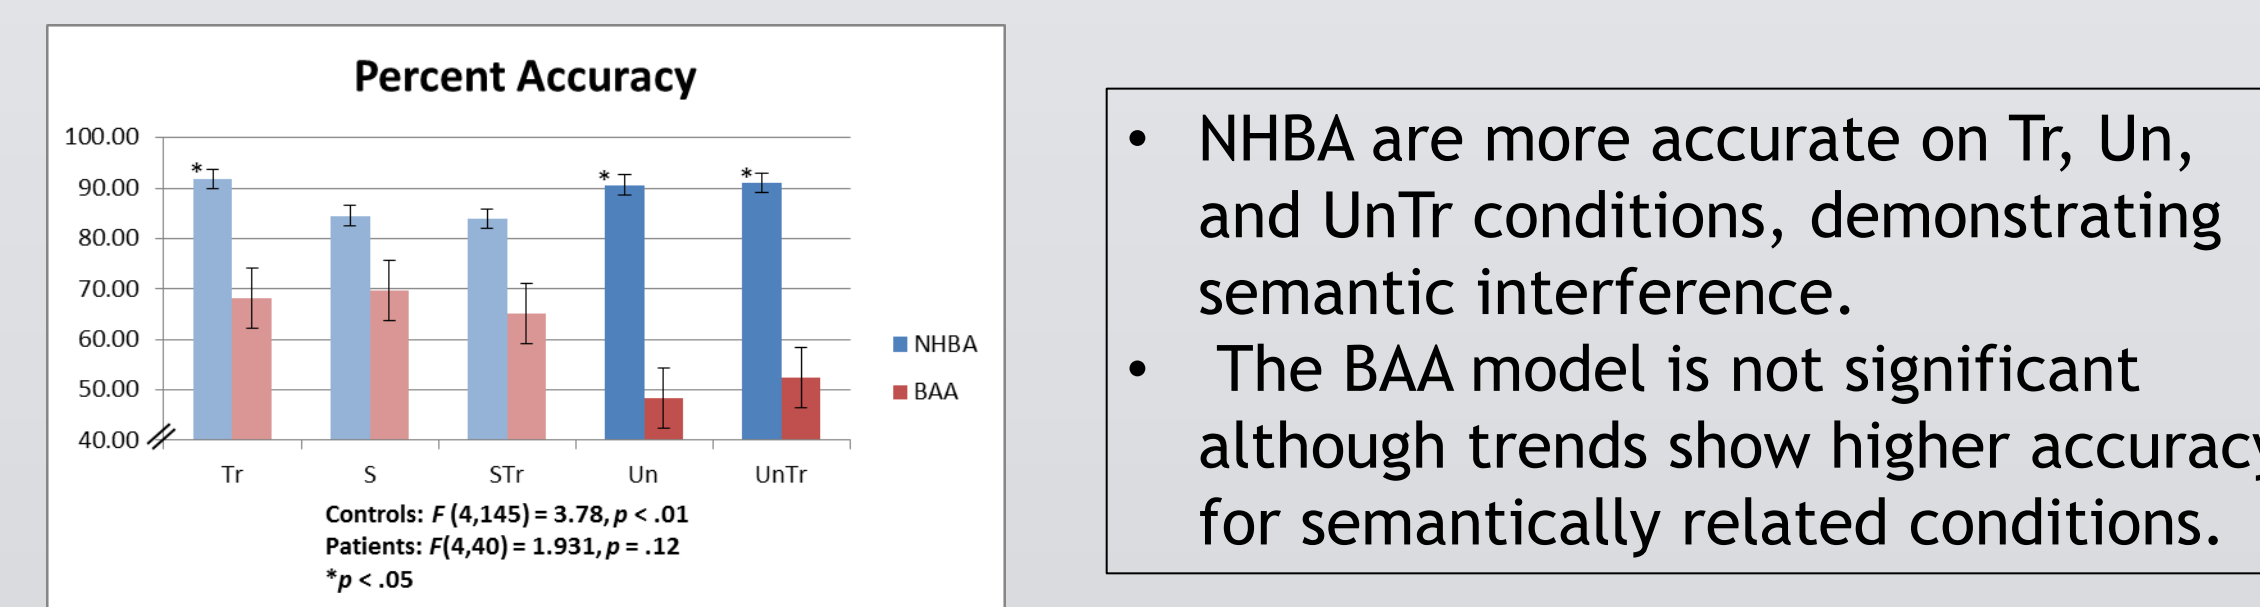 Percent Accuracy
100.00
90.00
80.00
70.00
60.00
50.00
40.00
* * *
Tr S STr Un UnTr
NHBA
BAA
Controls: F (4,145) = 3.78, p < .01
Patients: F(4,40) = 1.931, p = .12
*p < .05
• NHBA are more accurate on Tr, Un,
and UnTr conditions, demonstrating
semantic interference.
• The BAA model is not significant
although trends show higher accuracy
for semantically related conditions.